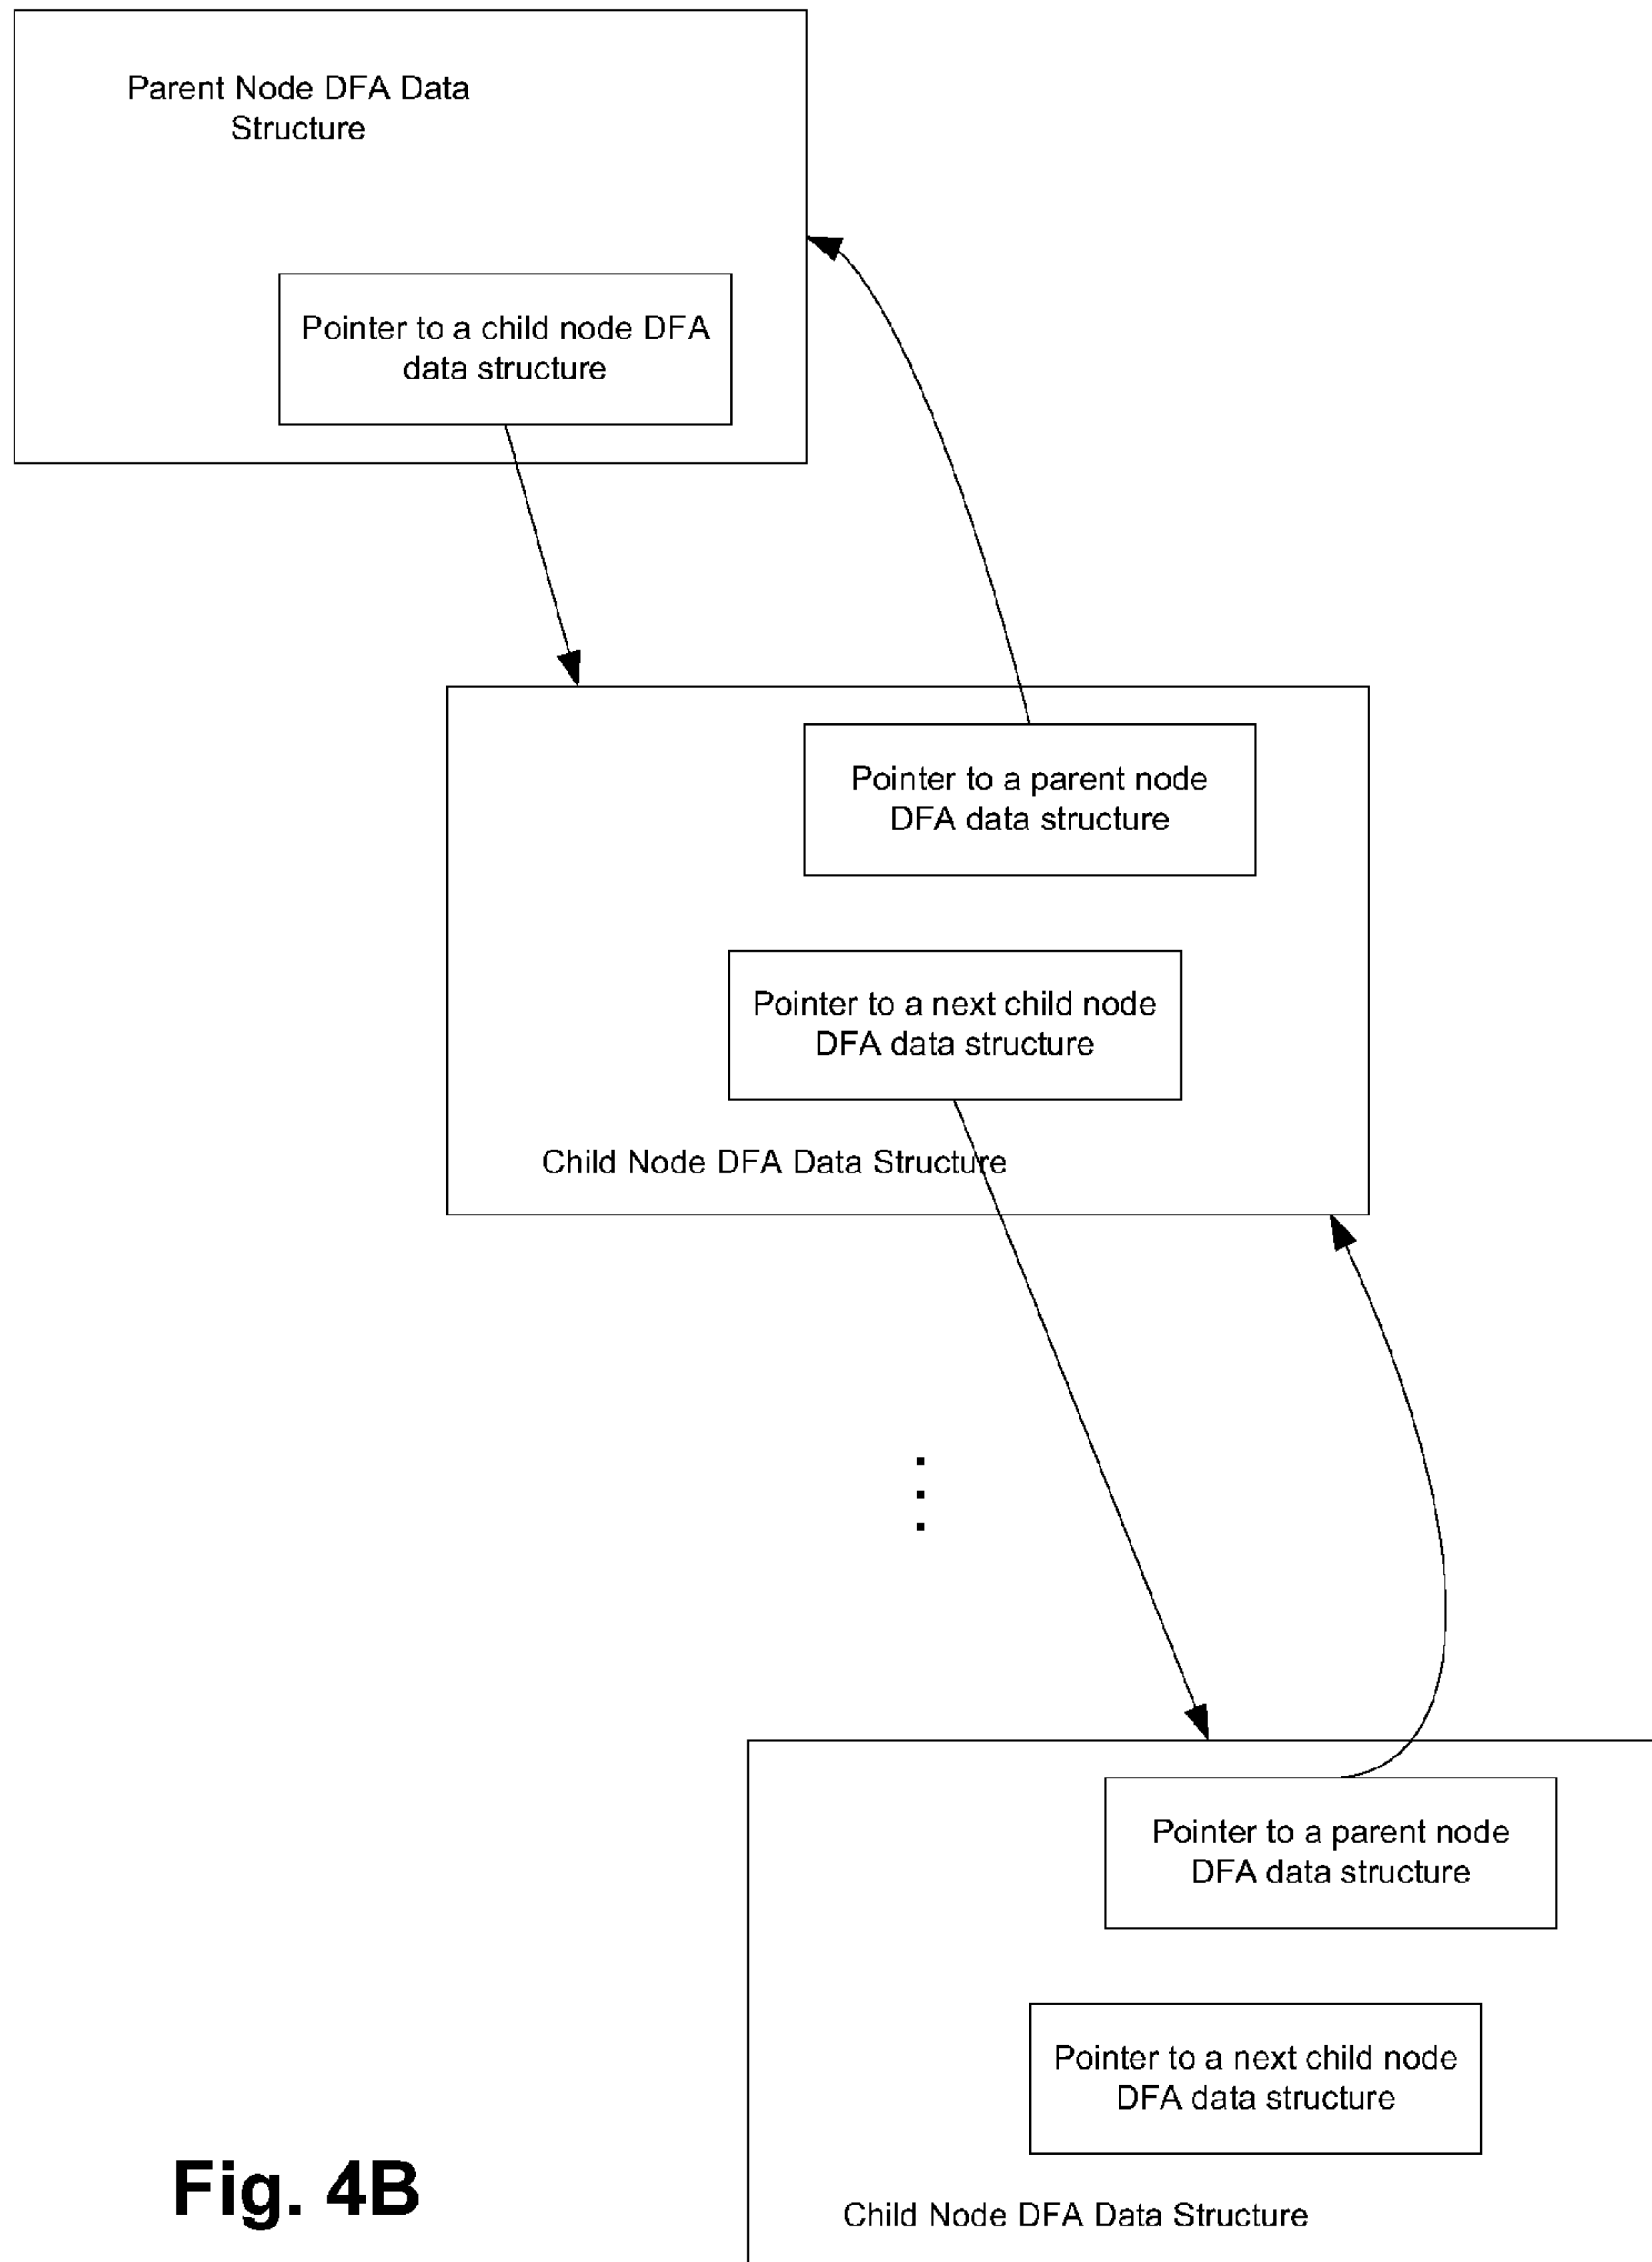 Parent Node DFA Data
Structure
Pointer to a child node DFA
data structure
Pointer to a parent node
DFA data structure
Pointer to a next child node
DFA data structure
Child Node DFA Data Structure
Pointer to a parent node
DFA data structure
Pointer to a next child node
DFA data structure
Child Node DFA Data Structure
Fig. 4B